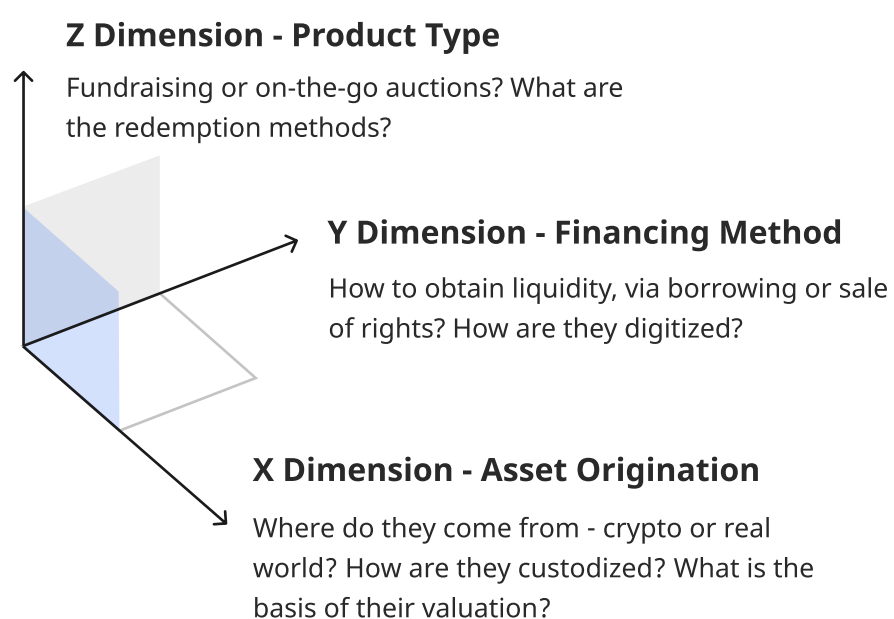 Z Dimension - Product Type
Fundraising or on-the-go auctions? What are
the redemption methods?
Y Dimension - Financing Method
How to obtain liquidity, via borrowing or sale
of rights? How are they digitized?
X Dimension - Asset Origination
Where do they come from - crypto or real
world? How are they custodized? What is the
basis of their valuation?